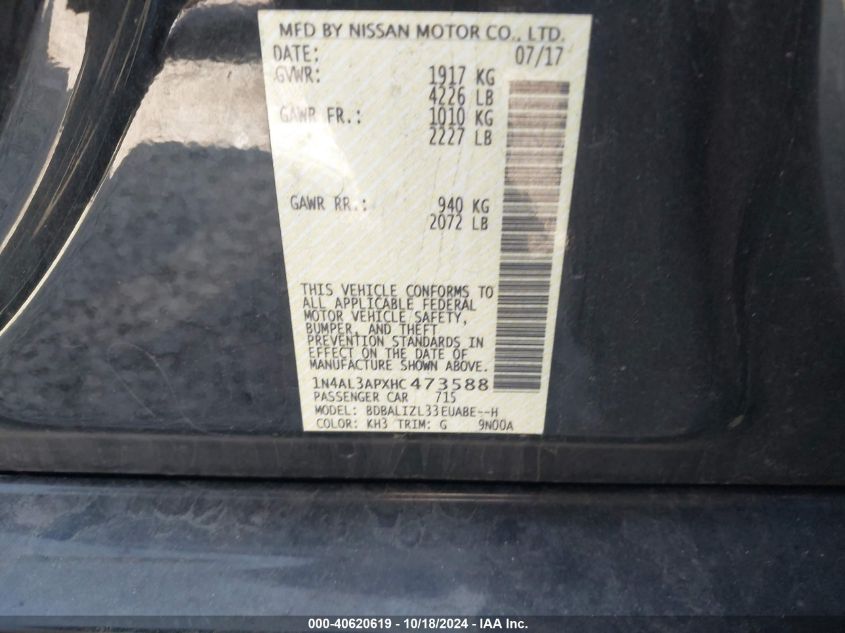 MFD BY NISSAN MOTOR CO., LTD.
DATE: 07/17
GVWR: 1917 KG
4226 LB
GAWR FR.: 1010 KG
2227 LB
GAWR RR.: 940 KG
2072 LB
THIS VEHICLE CONFORMS TO
ALL APPLICABLE FEDERAL
MOTOR VEHICLE SAFETY,
BUMPER, AND THEFT
PREVENTION STANDARDS IN
EFFECT ON THE DATE OF
MANUFACTURE SHOWN ABOVE.
1N4AL3APXHC473588
PASSENGER CAR 715
MODEL: BDBALIZL33EUABE--H
COLOR: KH3 TRIM: G 9N00A
000-40620619 - 10/18/2024 - IAA Inc.